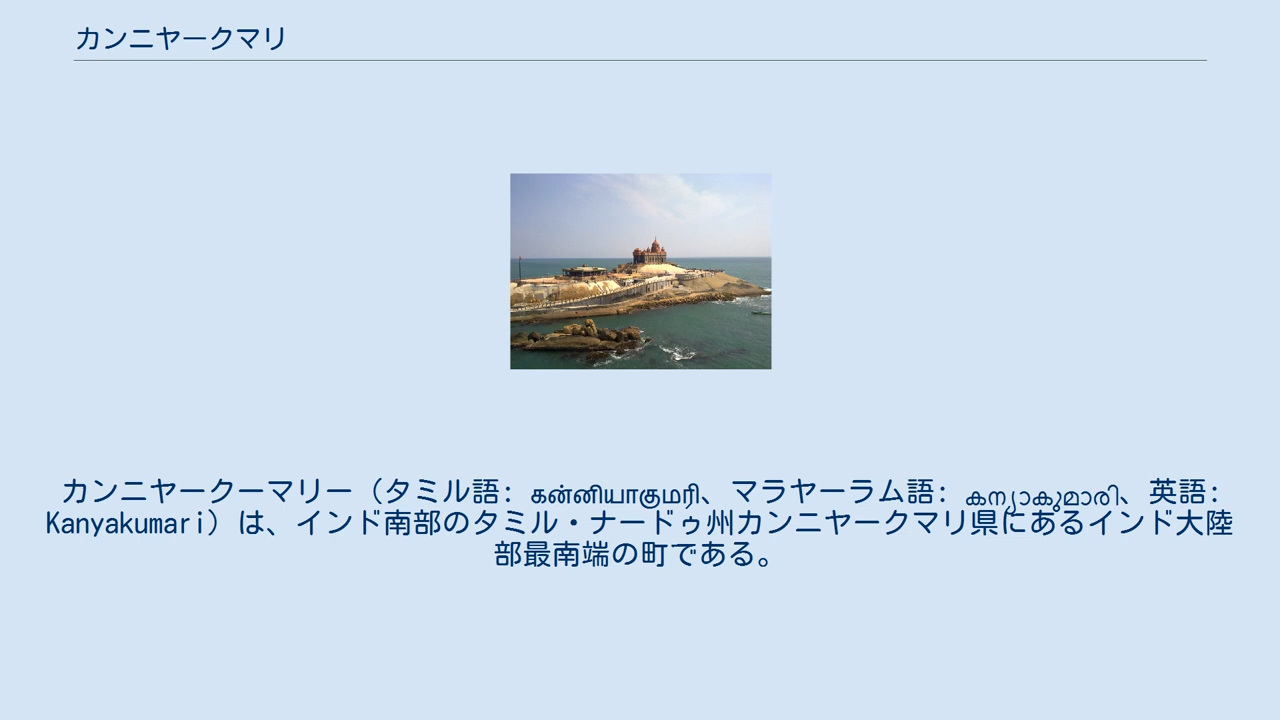 カンニヤークマリ
カンニヤークーマリー（タミル語: கன்னியாகுமரி、マラヤーラム語: കന്യാകുമാരി、英語:
Kanyakumari）は、インド南部のタミル・ナードゥ州カンニヤークマリ県にあるインド大陸
部最南端の町である。